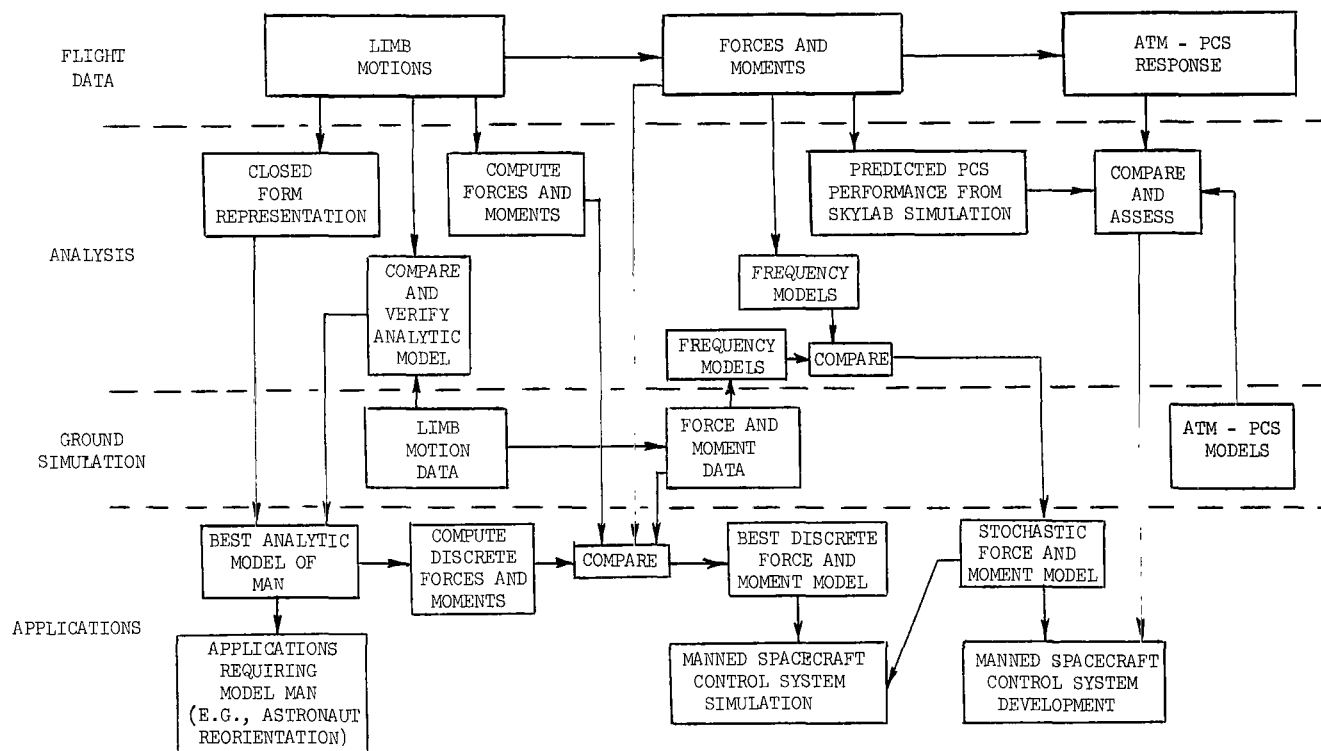 FLIGHT
DATA
LIMB
MOTIONS
FORCES AND
MOMENTS
ATM - PCS
RESPONSE
ANALYSIS
CLOSED
FORM
REPRESENTATION
COMPUTE
FORCES AND
MOMENTS
PREDICTED PCS
PERFORMANCE FROM
SKYLAB SIMULATION
COMPARE
AND
ASSESS
COMPARE
AND
VERIFY
ANALYTIC
MODEL
FREQUENCY
MODELS
FREQUENCY
MODELS
COMPARE
GROUND
SIMULATION
LIMB
MOTION
DATA
FORCE AND
MOMENT
DATA
ATM - PCS
MODELS
APPLICATIONS
BEST ANALYTIC
MODEL OF
MAN
COMPUTE
DISCRETE
FORCES AND
MOMENTS
COMPARE
BEST DISCRETE
FORCE AND
MOMENT MODEL
STOCHASTIC
FORCE AND
MOMENT MODEL
APPLICATIONS
REQUIRING
MODEL MAN
(E.G., ASTRONAUT
REORIENTATION)
MANNED SPACECRAFT
CONTROL SYSTEM
SIMULATION
MANNED SPACECRAFT
CONTROL SYSTEM
DEVELOPMENT